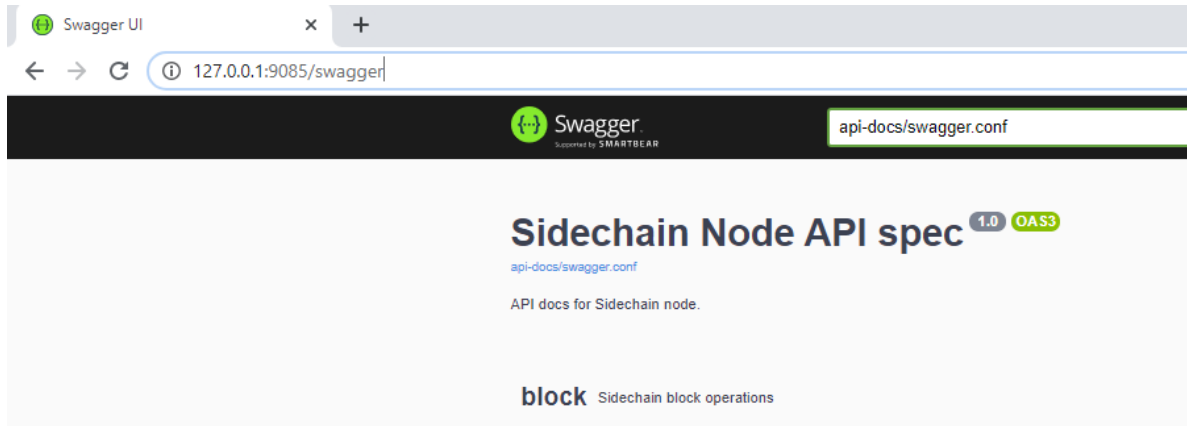 Swagger UI
127.0.0.1:9085/swagger
Swagger.
Supported by SMARTBEAR
api-docs/swagger.conf
Sidechain Node API spec 1.0 OAS3
api-docs/swagger.conf
API docs for Sidechain node.
block Sidechain block operations